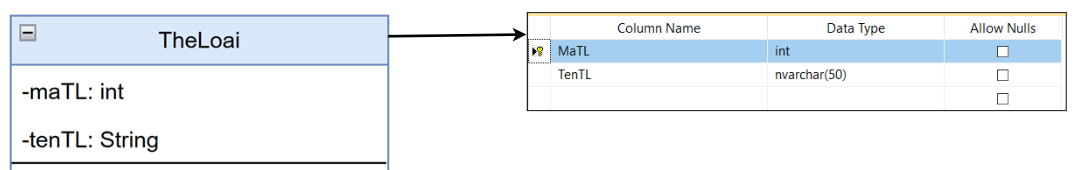 TheLoai
-maTL: int
-tenTL: String
Column Name Data Type Allow Nulls
MaTL int
TenTL nvarchar(50)